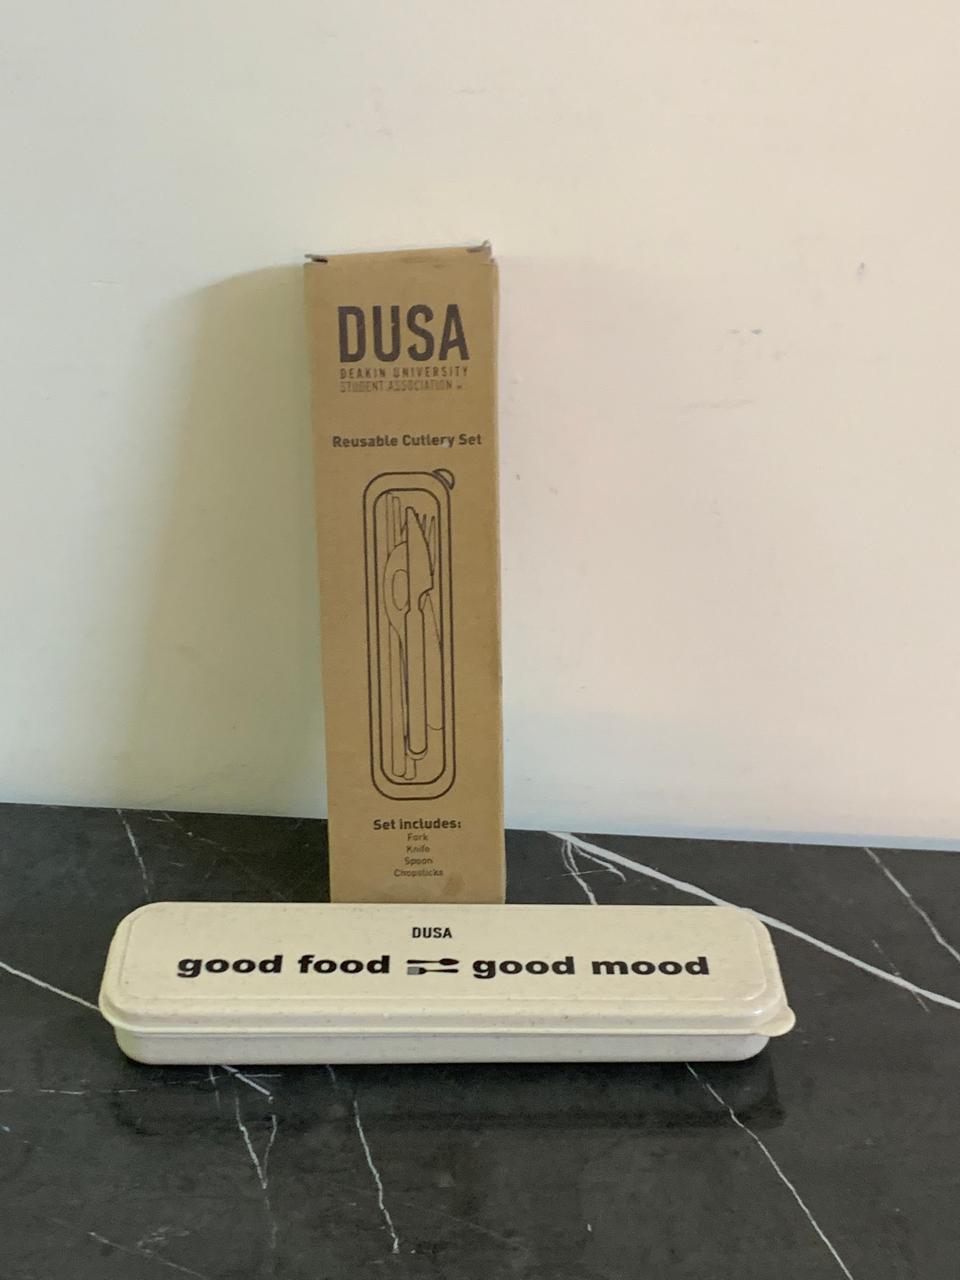 DUSA
DEAKIN UNIVERSITY
STUDENT ASSOCIATION
Reusable Cutlery Set
Set includes:
Fork
Knife
Spoon
Chopsticks
DUSA
good food good mood